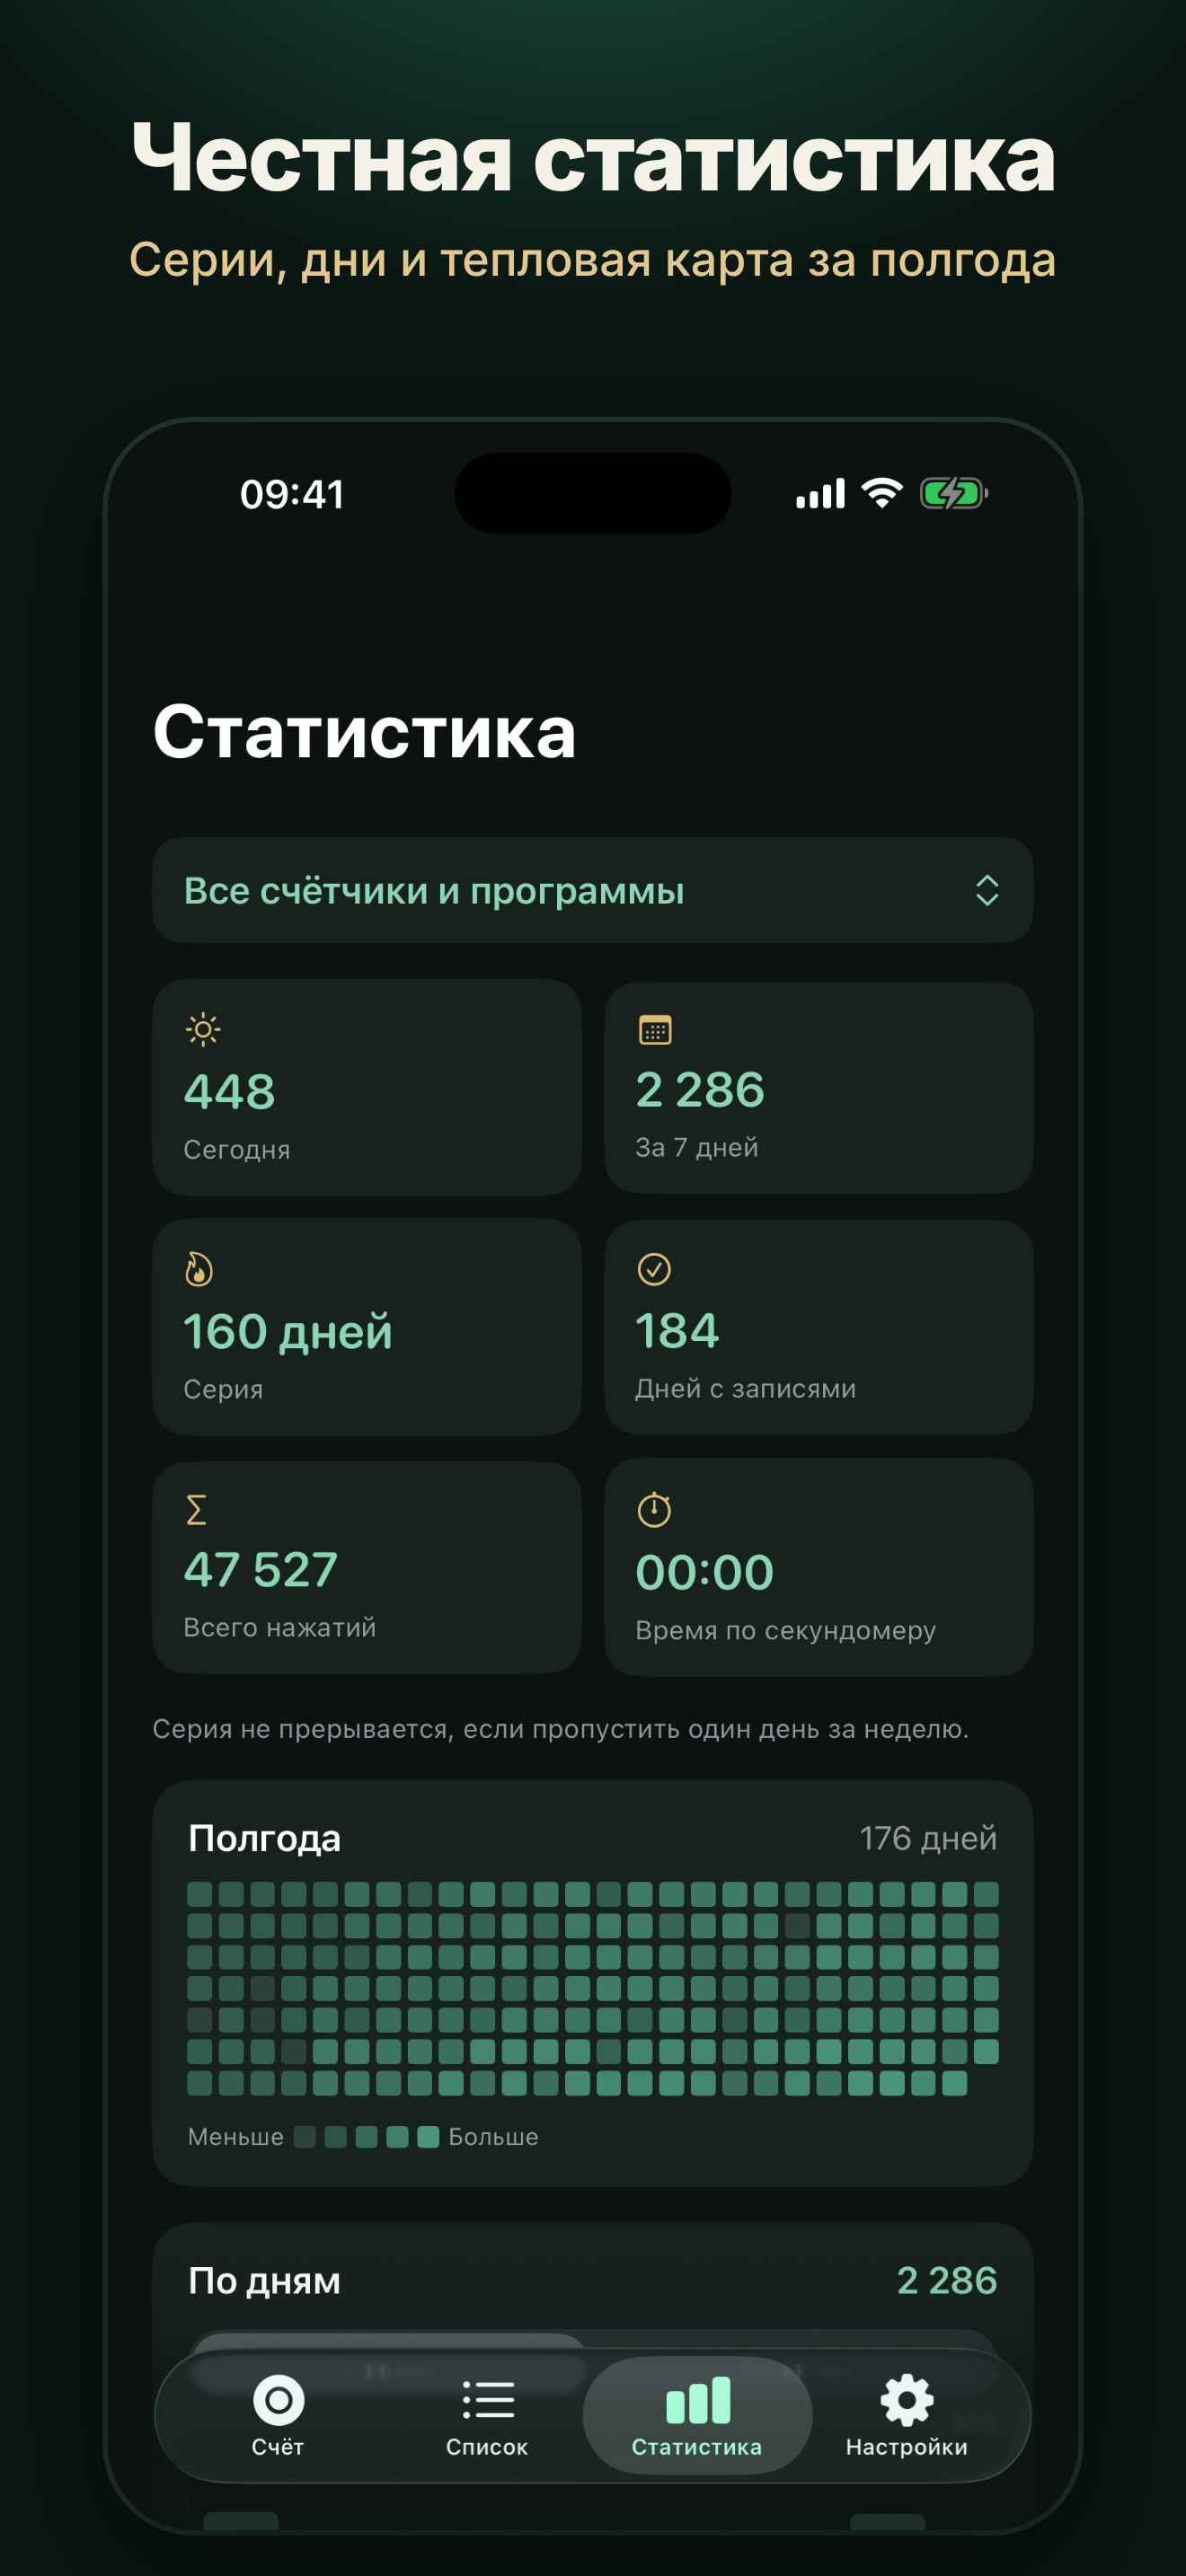 Честная статистика
Серии, дни и тепловая карта за полгода
09:41
Статистика
Все счётчики и программы
448
Сегодня
2 286
За 7 дней
160 дней
Серия
184
Дней с записями
47 527
Всего нажатий
00:00
Время по секундомеру
Серия не прерывается, если пропустить один день за неделю.
Полгода
176 дней
Меньше
Больше
По дням
2 286
Счёт
Список
Статистика
Настройки